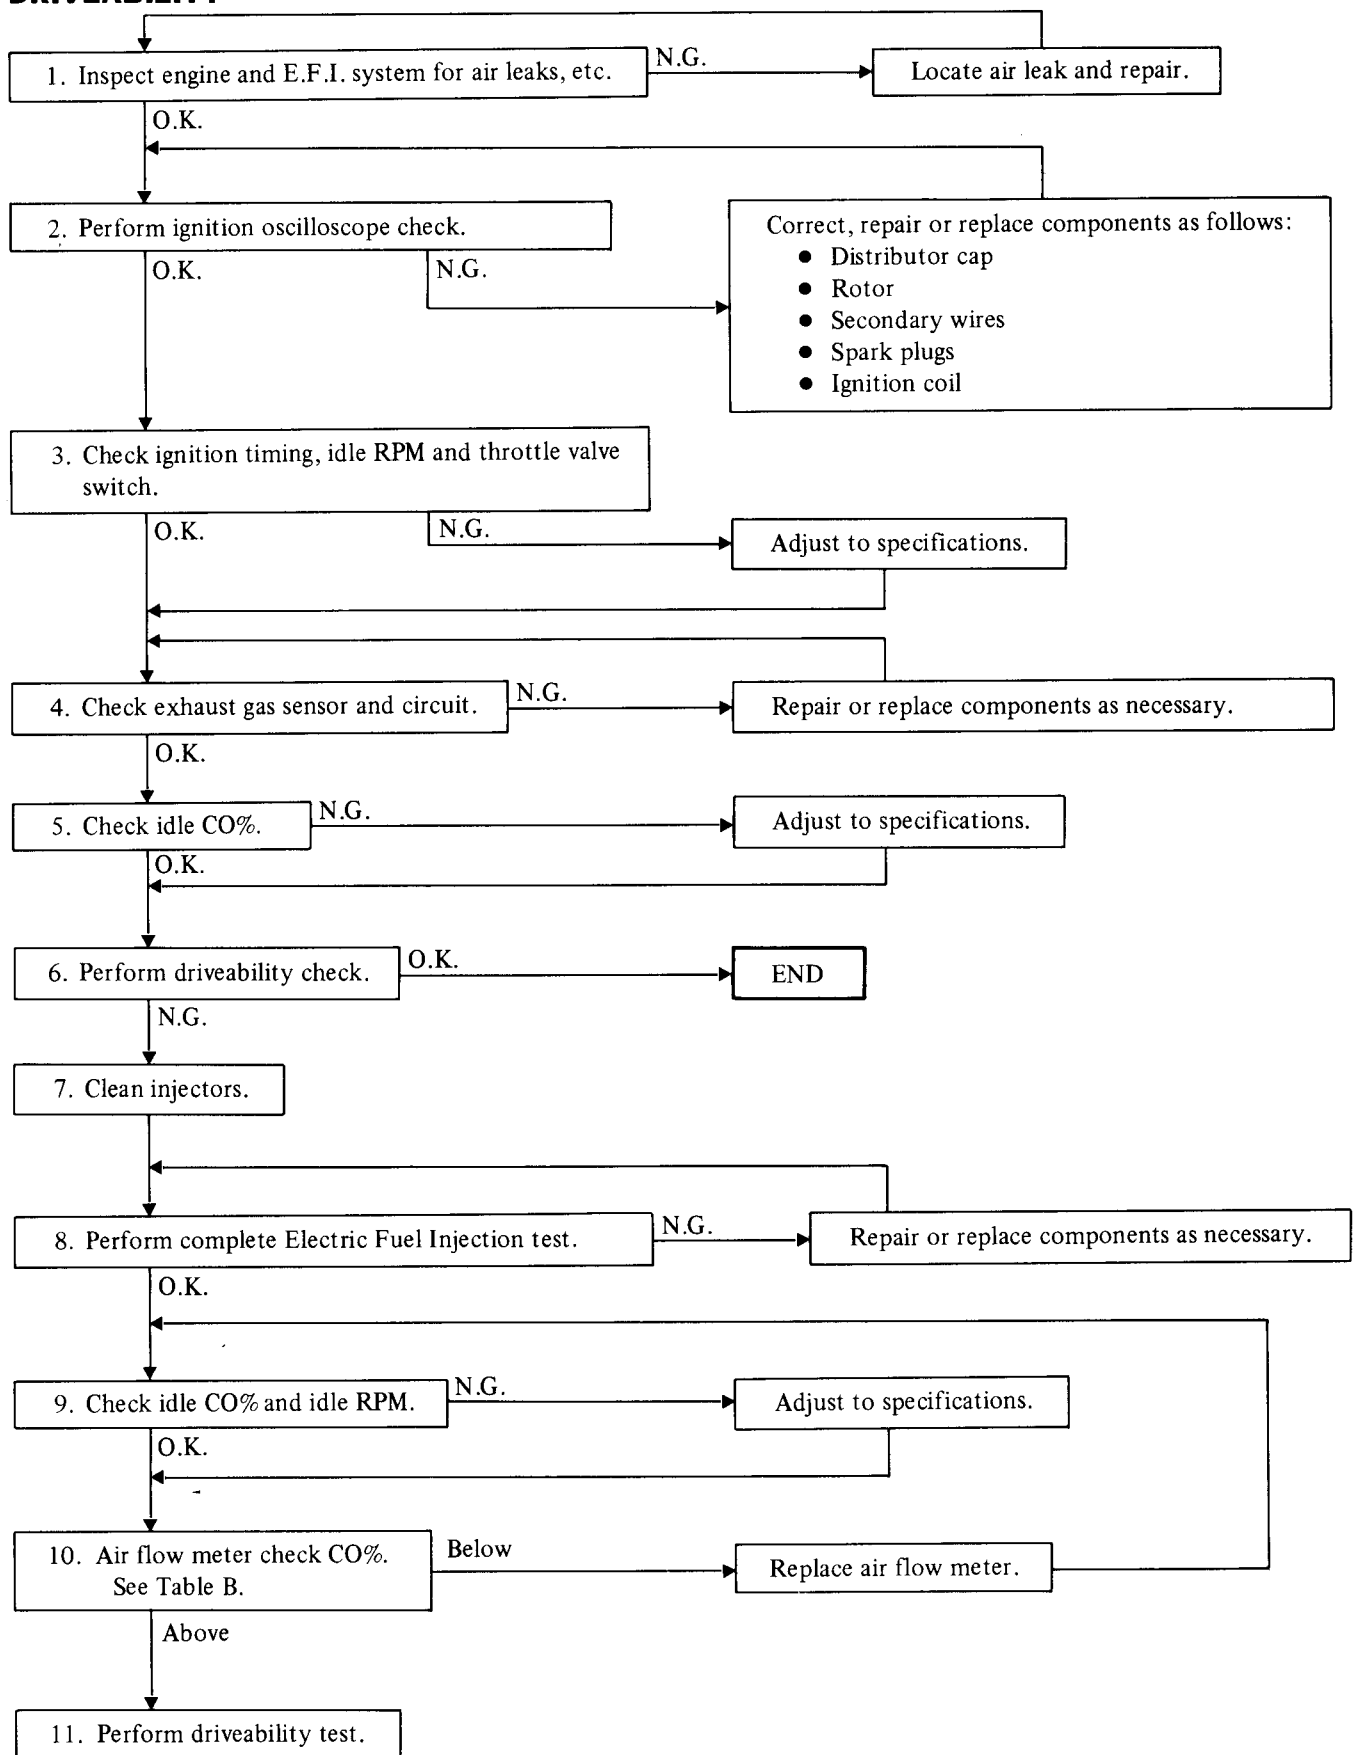 DRIVEABILITY
1. Inspect engine and E.F.I. system for air leaks, etc.
N.G.
Locate air leak and repair.
O.K.
2. Perform ignition oscilloscope check.
O.K.
N.G.
Correct, repair or replace components as follows:
● Distributor cap
● Rotor
● Secondary wires
● Spark plugs
● Ignition coil
3. Check ignition timing, idle RPM and throttle valve
switch.
O.K.
N.G.
Adjust to specifications.
4. Check exhaust gas sensor and circuit.
N.G.
Repair or replace components as necessary.
O.K.
5. Check idle CO%.
N.G.
Adjust to specifications.
O.K.
6. Perform driveability check.
O.K.
END
N.G.
7. Clean injectors.
8. Perform complete Electric Fuel Injection test.
N.G.
Repair or replace components as necessary.
O.K.
9. Check idle CO% and idle RPM.
N.G.
Adjust to specifications.
O.K.
10. Air flow meter check CO%.
See Table B.
Below
Replace air flow meter.
Above
11. Perform driveability test.